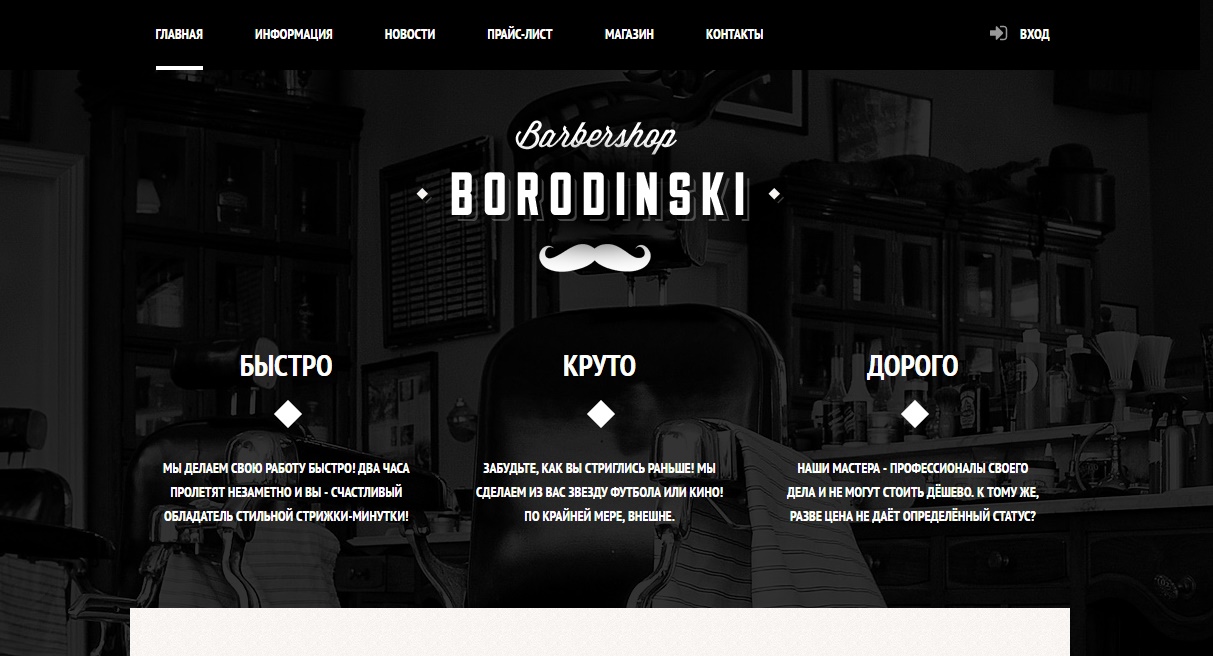 ГЛАВНАЯ ИНФОРМАЦИЯ НОВОСТИ ПРАЙС-ЛИСТ МАГАЗИН КОНТАКТЫ ВХОД
Barbershop
BORODINSKI
БЫСТРО
МЫ ДЕЛАЕМ СВОЮ РАБОТУ БЫСТРО! ДВА ЧАСА
ПРОЛЕТЯТ НЕЗАМЕТНО И ВЫ - СЧАСТЛИВЫЙ
ОБЛАДАТЕЛЬ СТИЛЬНОЙ СТРИЖКИ-МИНУТКИ!
КРУТО
ЗАБУДЬТЕ, КАК ВЫ СТРИГЛИСЬ РАНЬШЕ! МЫ
СДЕЛАЕМ ИЗ ВАС ЗВЕЗДУ ФУТБОЛА ИЛИ КИНО!
ПО КРАЙНЕЙ МЕРЕ, ВНЕШНЕ.
ДОРОГО
НАШИ МАСТЕРА - ПРОФЕССИОНАЛЫ СВОЕГО
ДЕЛА И НЕ МОГУТ СТОИТЬ ДЁШЕВО. К ТОМУ ЖЕ,
РАЗВЕ ЦЕНА НЕ ДАЁТ ОПРЕДЕЛЁННЫЙ СТАТУС?